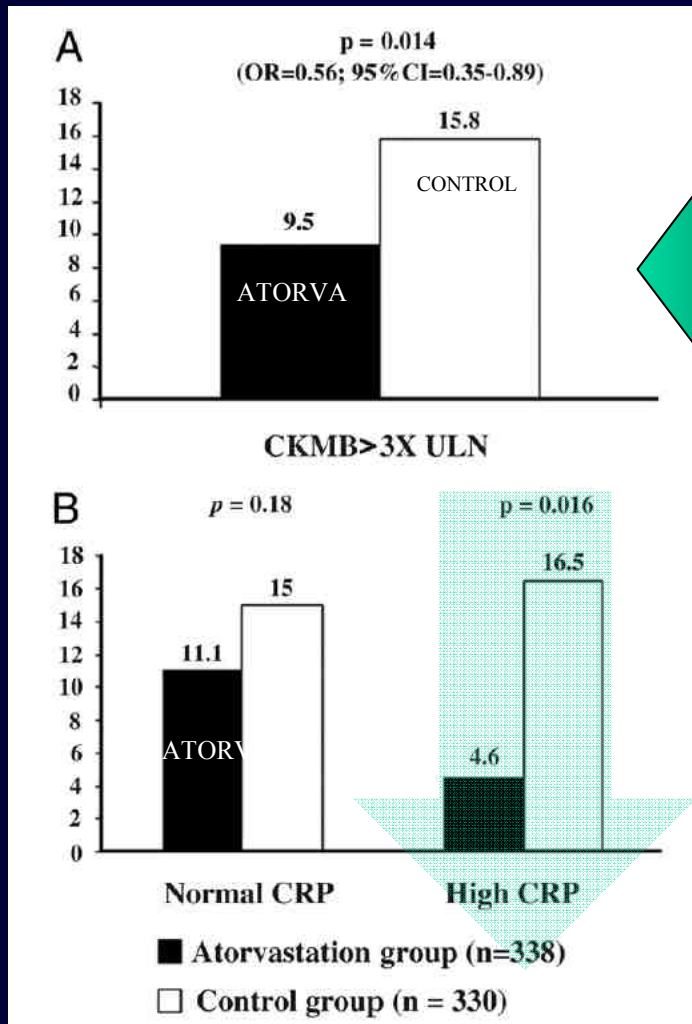 A
p = 0.014
(OR=0.56; 95%CI=0.35-0.89)
18
16
14
12
10
8
6
4
2
0
9.5
15.8
ATORVA
CONTROL
CKMB>3X ULN
B
p = 0.18
p = 0.016
18
16
14
12
10
8
6
4
2
0
11.1
15
4.6
16.5
ATORV
Normal CRP
High CRP
Atorvastation group (n=338)
Control group (n = 330)